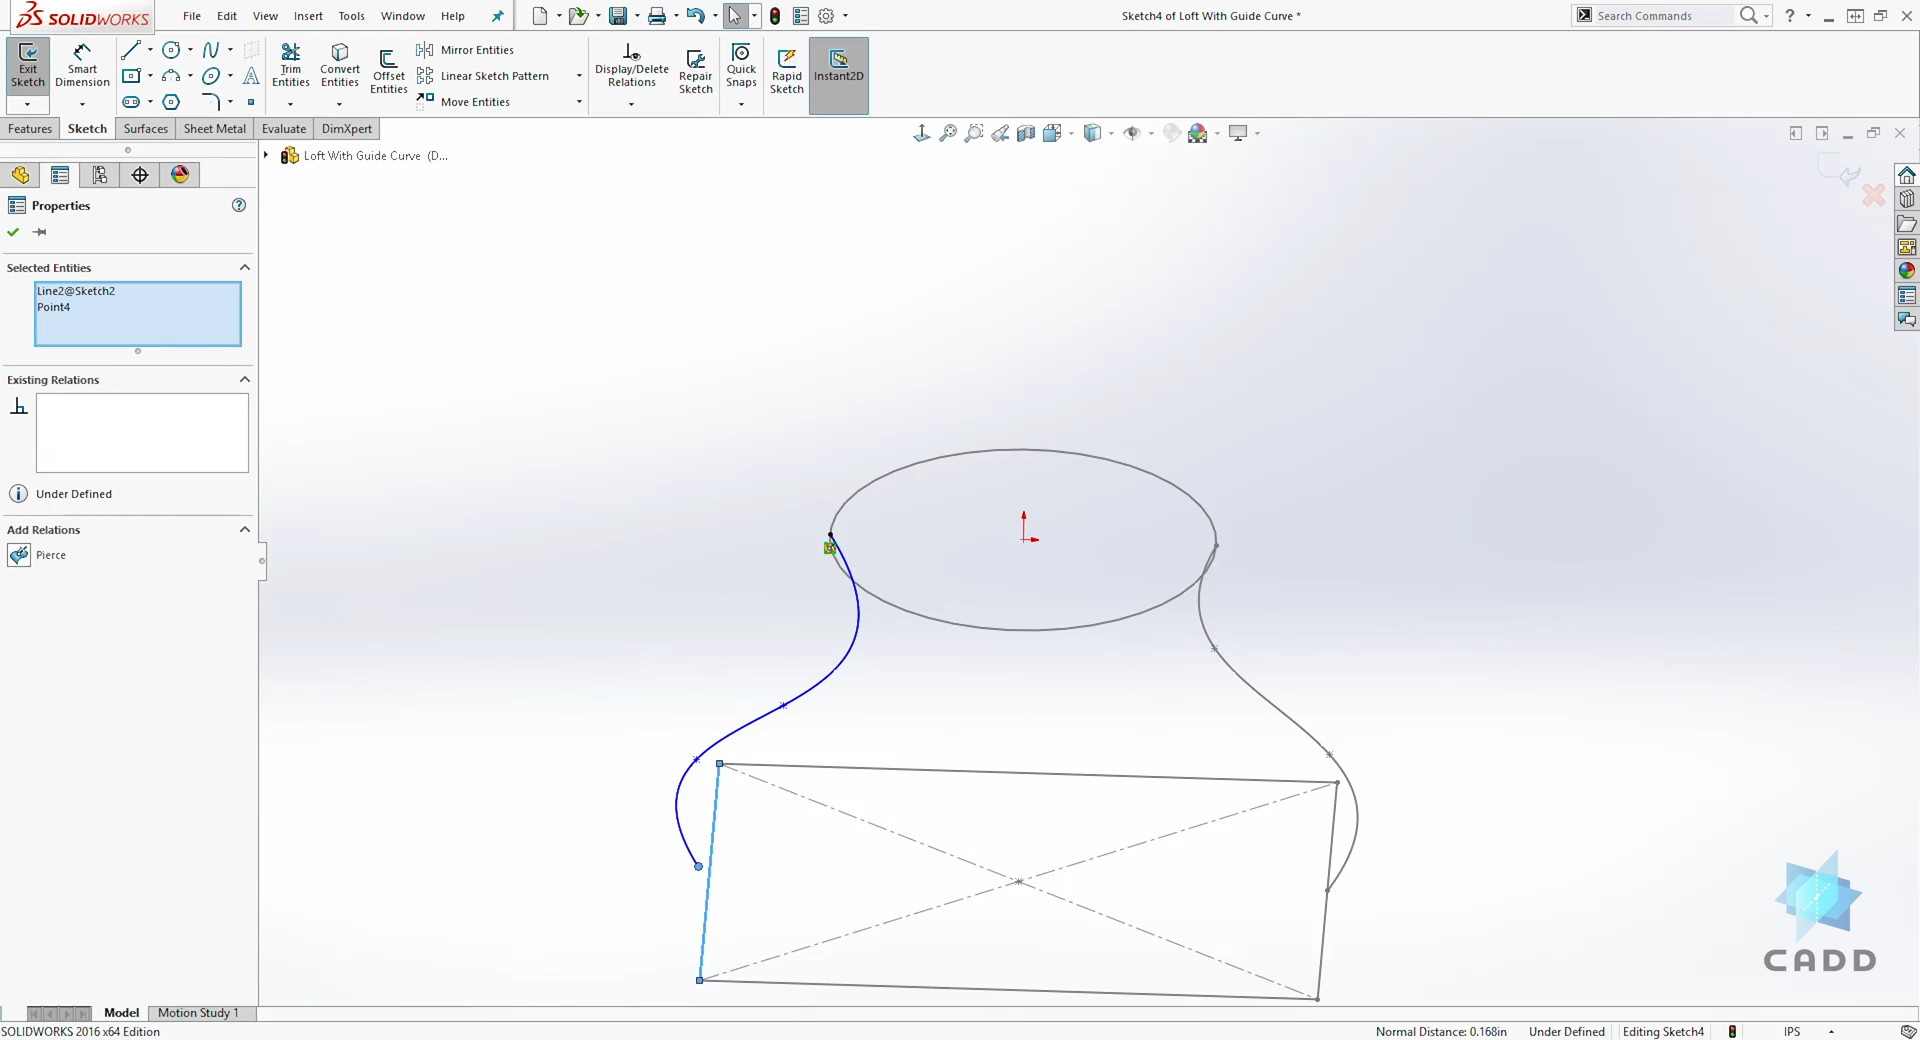 SOLIDWORKS
File Edit View Insert Tools Window Help
Sketch4 of Loft With Guide Curve *
Search Commands
Exit Sketch
Smart Dimension
Trim Entities
Convert Entities
Offset Entities
Mirror Entities
Linear Sketch Pattern
Move Entities
Display/Delete Relations
Repair Sketch
Quick Snaps
Rapid Sketch
Instant2D
Features Sketch Surfaces Sheet Metal Evaluate DimXpert
Loft With Guide Curve (D...
Properties
Selected Entities
Line2@Sketch2
Point4
Existing Relations
Under Defined
Add Relations
Pierce
CADD
Model Motion Study 1
SOLIDWORKS 2016 x64 Edition
Normal Distance: 0.168in Under Defined Editing Sketch4 IPS